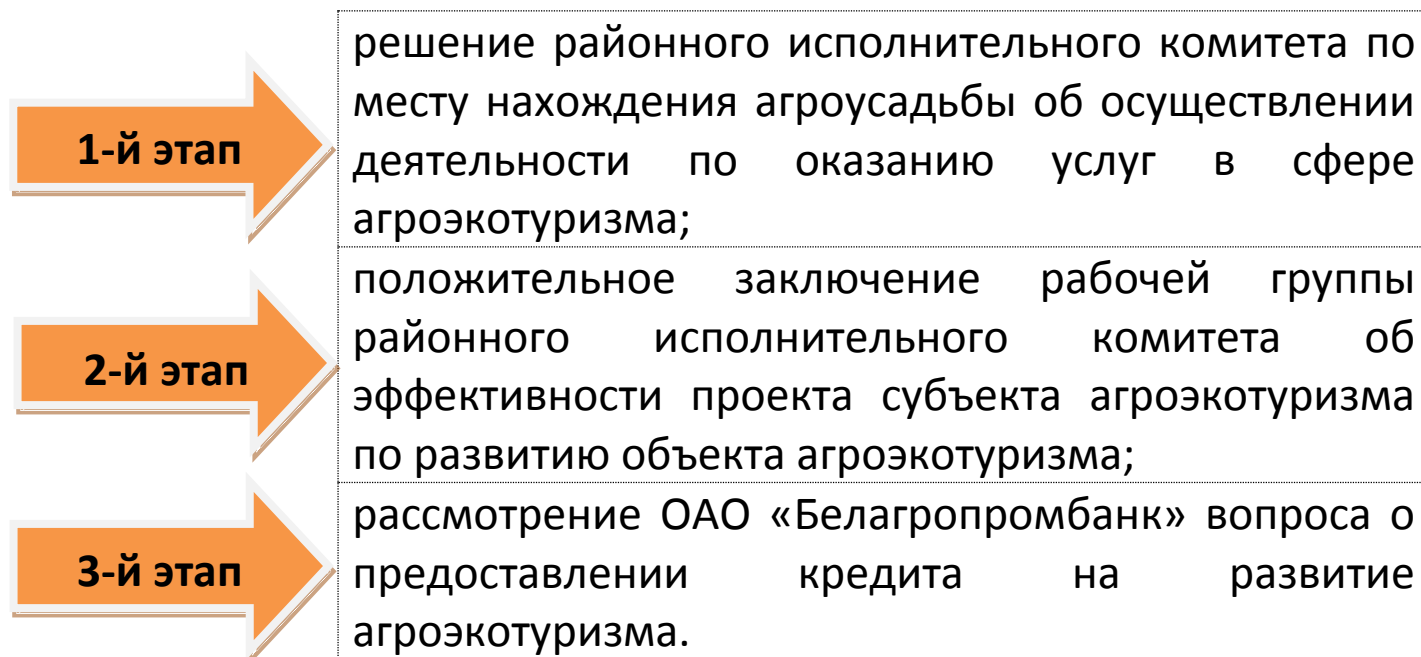 1-й этап
решение районного исполнительного комитета по
месту нахождения агроусадьбы об осуществлении
деятельности по оказанию услуг в сфере
агроэкотуризма;
2-й этап
положительное заключение рабочей группы
районного исполнительного комитета об
эффективности проекта субъекта агроэкотуризма
по развитию объекта агроэкотуризма;
3-й этап
рассмотрение ОАО «Белагропромбанк» вопроса о
предоставлении кредита на развитие
агроэкотуризма.